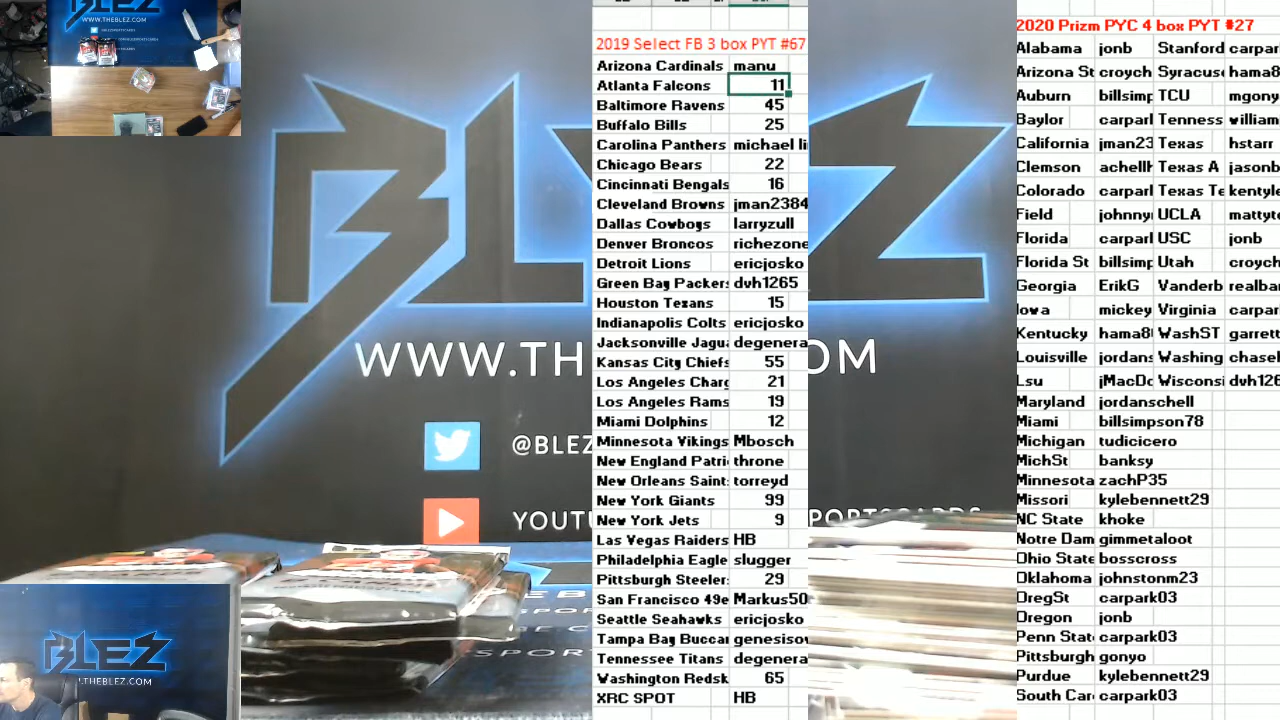 BLEZ
WWW.THEBLEZ.COM
2019 Select FB 3 box PYT #67
Arizona Cardinals manu
Atlanta Falcons 11
Baltimore Ravens 45
Buffalo Bills 25
Carolina Panthers michael li
Chicago Bears 22
Cincinnati Bengals 16
Cleveland Browns jman2384
Dallas Cowboys larryzull
Denver Broncos richezone
Detroit Lions ericjosko
Green Bay Packers dvh1265
Houston Texans 15
Indianapolis Colts ericjosko
Jacksonville Jagua degenera
Kansas City Chiefs 55
Los Angeles Charg 21
Los Angeles Rams 19
Miami Dolphins 12
Minnesota Vikings Mbosch
New England Patri throne
New Orleans Saint torreyd
New York Giants 99
New York Jets 9
Las Vegas Raiders HB
Philadelphia Eagle slugger
Pittsburgh Steeler 29
San Francisco 49e Markus50
Seattle Seahawks ericjosko
Tampa Bay Buccar genesisov
Tennessee Titans degenera
Washington Redsk 65
XRC SPOT HB
2020 Prizm PYC 4 box PYT #27
Alabama jonb Stanford carpar
Arizona St croych Syracuse hama8
Auburn billsimp TCU mgony
Baylor carparl Tenness william
California jman23 Texas hstarr
Clemson achellh Texas A jasonb
Colorado carparl Texas Te kentyle
Field johnny UCLA mattyto
Florida carparl USC jonb
Florida St billsimp Utah croych
Georgia ErikG Vanderb realbar
Iowa mickey Virginia carpar
Kentucky hama8 WashST garrett
Louisville jordans Washing chasel
Lsu jMacDo Wisconsi dvh126
Maryland jordanschell
Miami billsimpson78
Michigan tudicicero
MichSt banksy
Minnesota zachP35
Missori kylebennett29
NC State khoke
Notre Dam gimmetaloot
Ohio State bosscross
Oklahoma johnstonm23
OregSt carpark03
Oregon jonb
Penn State carpark03
Pittsburgh gonyo
Purdue kylebennett29
South Car carpark03
BL Z
WWW.TH OM
@BLEZ
YOUTU PORTSCARDS
BLEZ
.THEBLEZ.COM